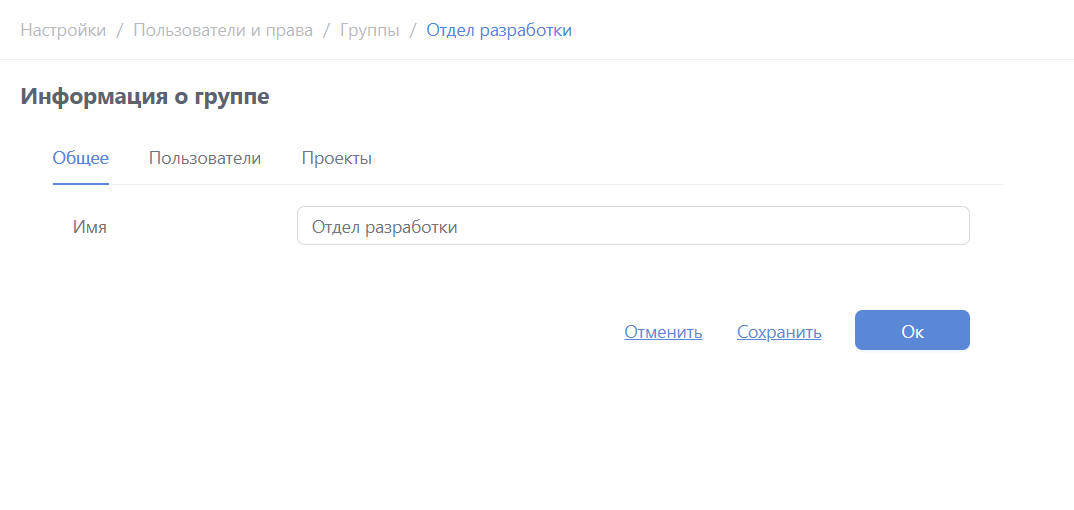 Настройки / Пользователи и права / Группы / Отдел разработки
Информация о группе
Общее Пользователи Проекты
Имя Отдел разработки
Отменить Сохранить Ок